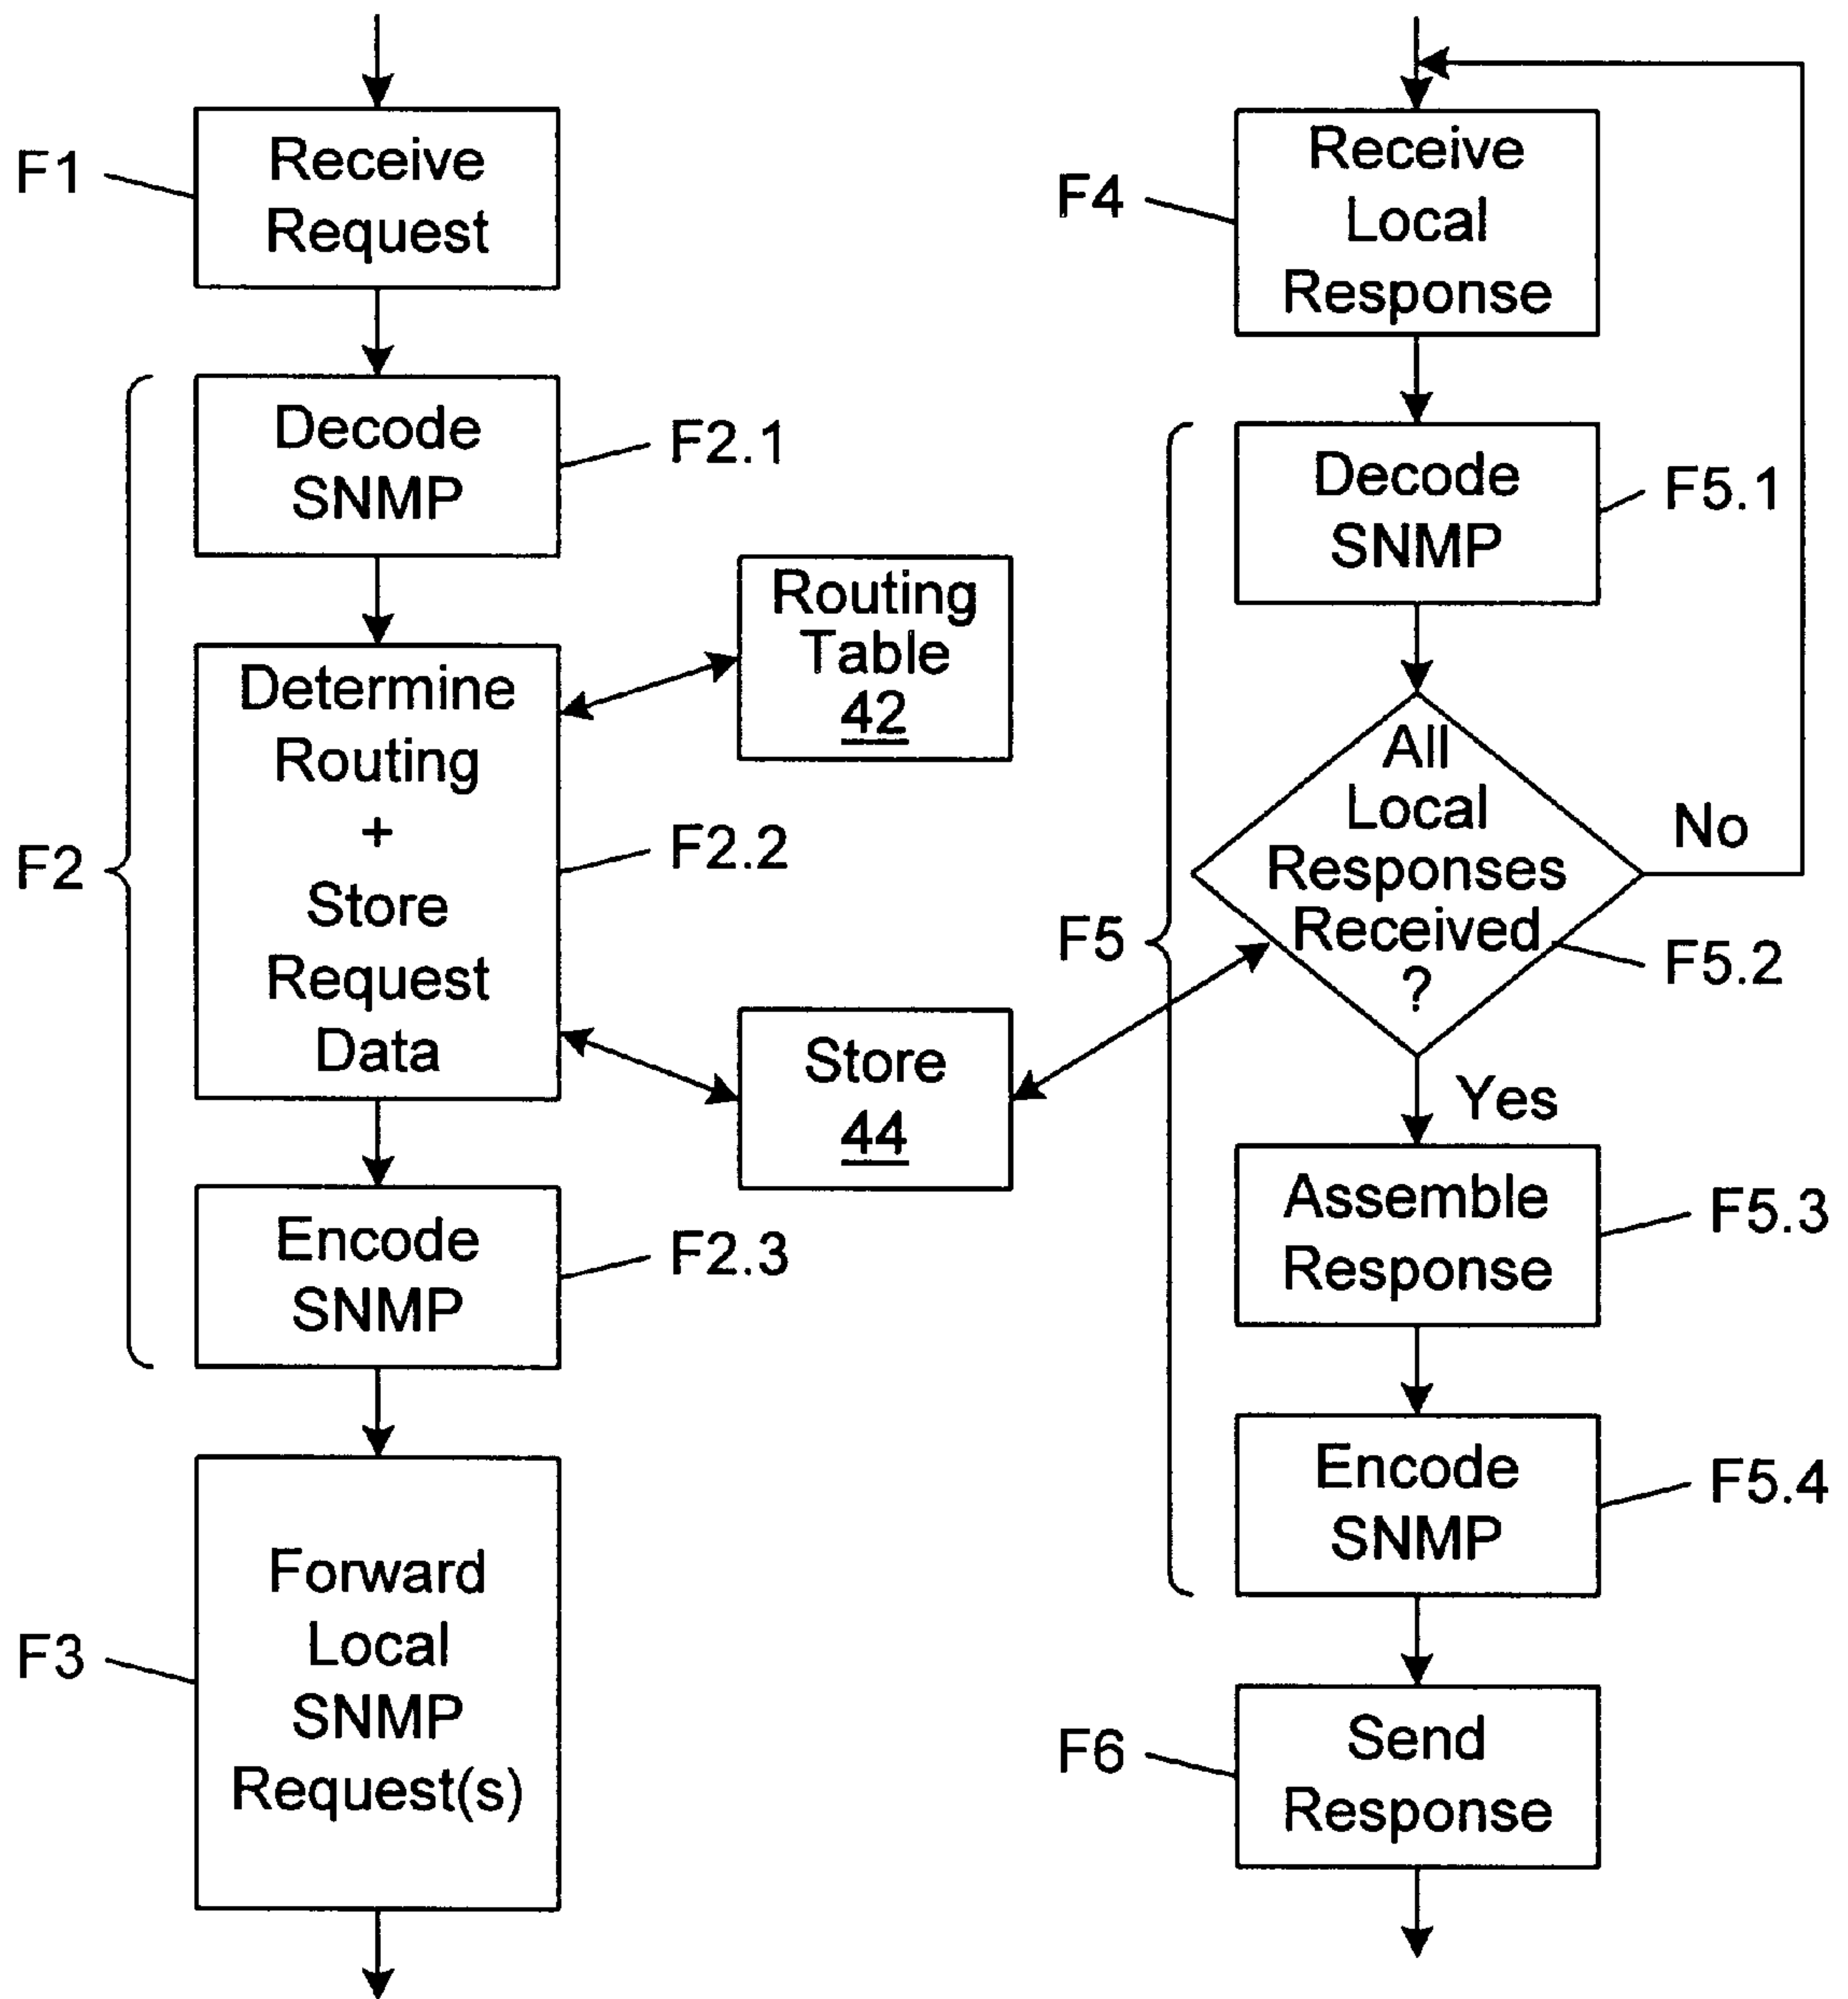 F1
Receive
Request
F2
Decode
SNMP
F2.1
Determine
Routing
+
Store
Request
Data
F2.2
Routing
Table
42
Store
44
Encode
SNMP
F2.3
F3
Forward
Local
SNMP
Request(s)
F4
Receive
Local
Response
F5
Decode
SNMP
F5.1
All
Local
Responses
Received
?
F5.2
No
Yes
Assemble
Response
F5.3
Encode
SNMP
F5.4
F6
Send
Response